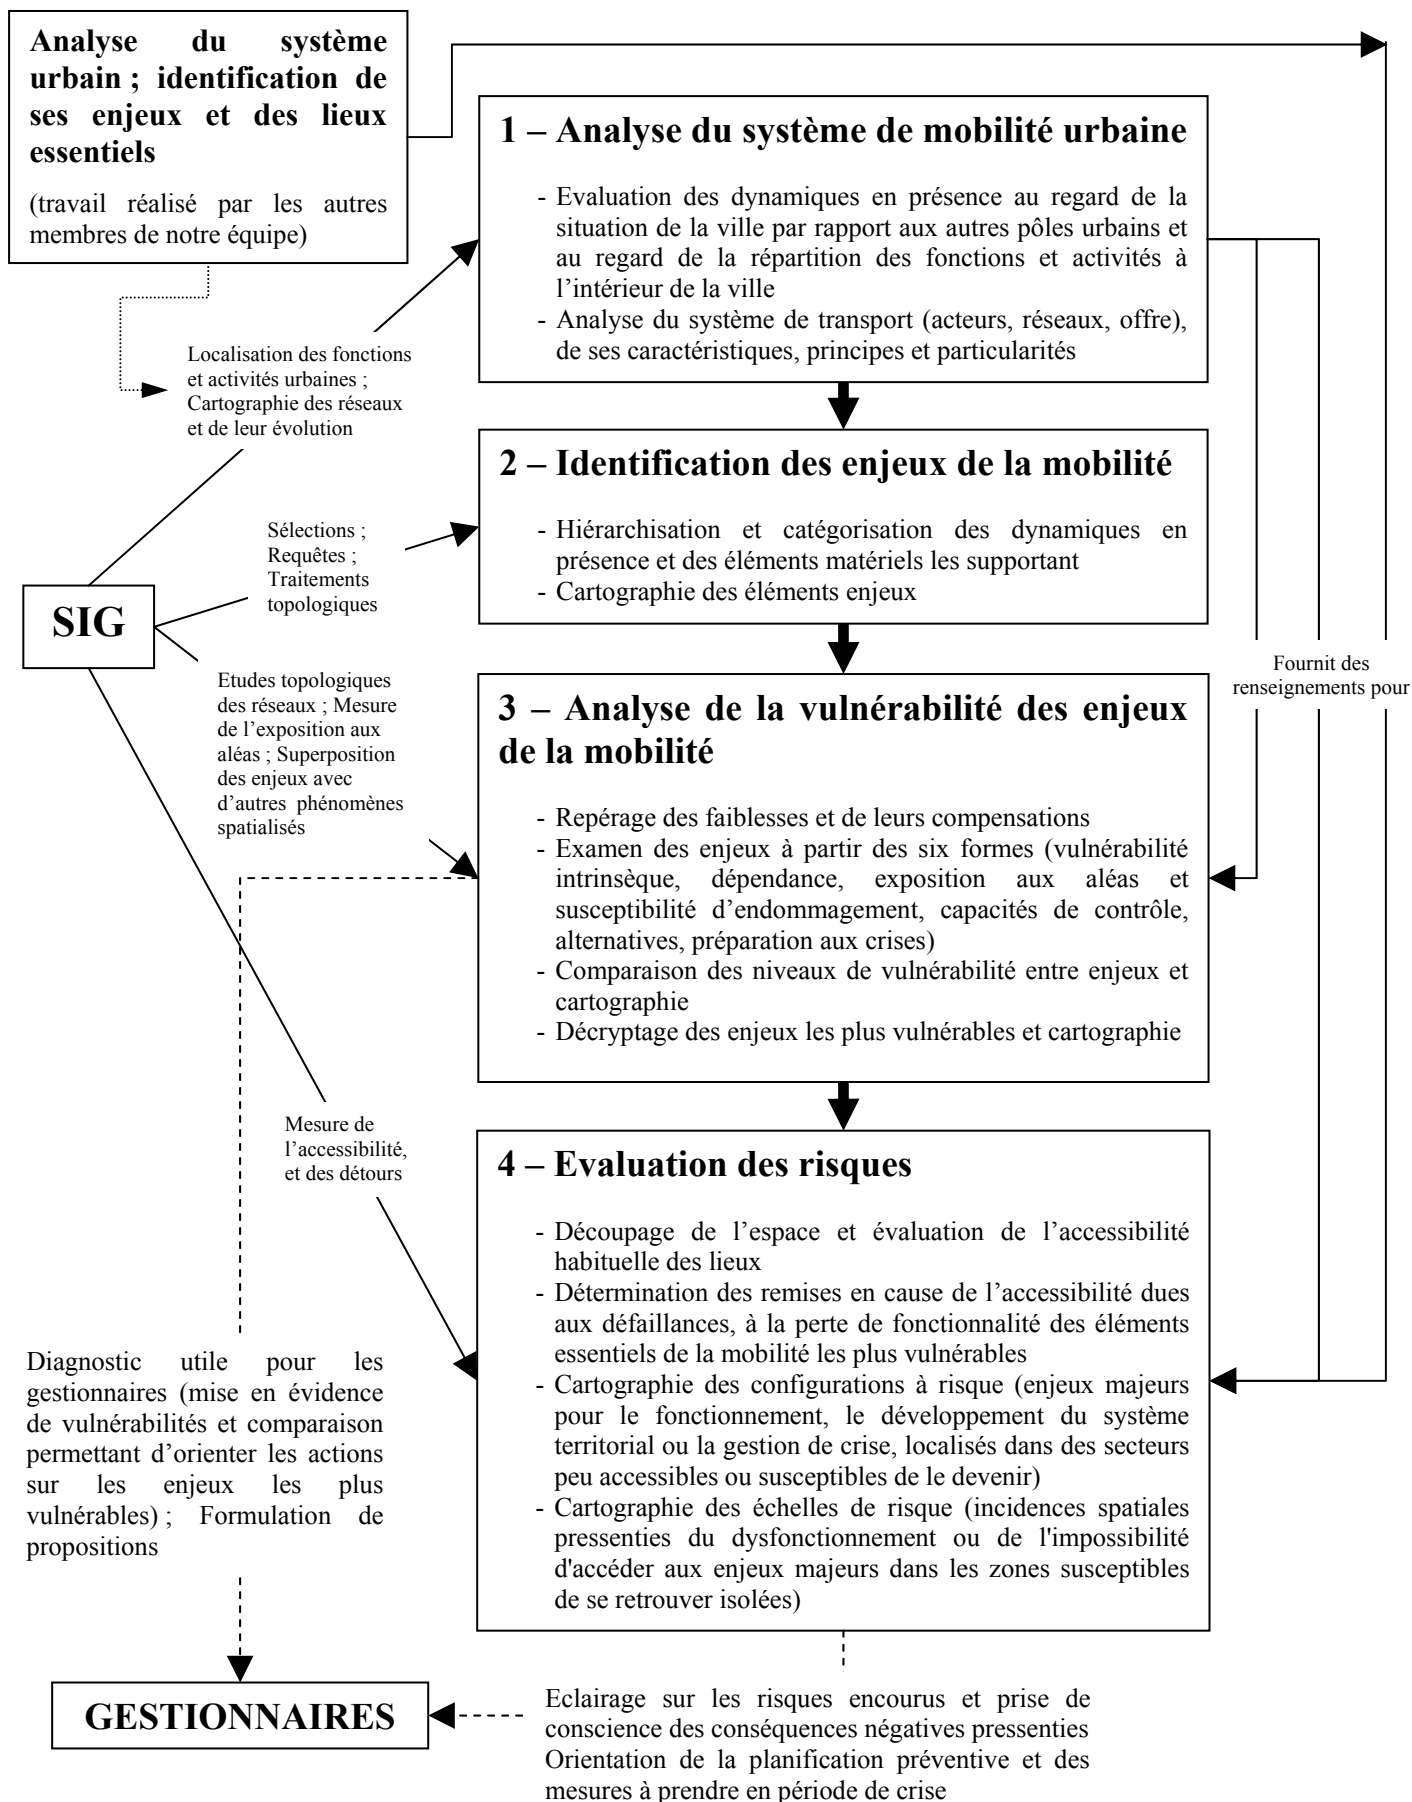 Analyse du système
urbain ; identification de
ses enjeux et des lieux
essentiels
(travail réalisé par les autres
membres de notre équipe)
1 – Analyse du système de mobilité urbaine
- Evaluation des dynamiques en présence au regard de la
situation de la ville par rapport aux autres pôles urbains et
au regard de la répartition des fonctions et activités à
l’intérieur de la ville
- Analyse du système de transport (acteurs, réseaux, offre),
de ses caractéristiques, principes et particularités
Localisation des fonctions
et activités urbaines ;
Cartographie des réseaux
et de leur évolution
2 – Identification des enjeux de la mobilité
- Hiérarchisation et catégorisation des dynamiques en
présence et des éléments matériels les supportant
- Cartographie des éléments enjeux
Sélections ;
Requêtes ;
Traitements
topologiques
SIG
Fournit des
renseignements pour
Etudes topologiques
des réseaux ; Mesure
de l’exposition aux
aléas ; Superposition
des enjeux avec
d’autres phénomènes
spatialisés
3 – Analyse de la vulnérabilité des enjeux
de la mobilité
- Repérage des faiblesses et de leurs compensations
- Examen des enjeux à partir des six formes (vulnérabilité
intrinsèque, dépendance, exposition aux aléas et
susceptibilité d’endommagement, capacités de contrôle,
alternatives, préparation aux crises)
- Comparaison des niveaux de vulnérabilité entre enjeux et
cartographie
- Décryptage des enjeux les plus vulnérables et cartographie
Mesure de
l’accessibilité,
et des détours
4 – Evaluation des risques
- Découpage de l’espace et évaluation de l’accessibilité
habituelle des lieux
- Détermination des remises en cause de l’accessibilité dues
aux défaillances, à la perte de fonctionnalité des éléments
essentiels de la mobilité les plus vulnérables
- Cartographie des configurations à risque (enjeux majeurs
pour le fonctionnement, le développement du système
territorial ou la gestion de crise, localisés dans des secteurs
peu accessibles ou susceptibles de le devenir)
- Cartographie des échelles de risque (incidences spatiales
pressenties du dysfonctionnement ou de l'impossibilité
d'accéder aux enjeux majeurs dans les zones susceptibles
de se retrouver isolées)
Diagnostic utile pour les
gestionnaires (mise en évidence
de vulnérabilités et comparaison
permettant d’orienter les actions
sur les enjeux les plus
vulnérables) ; Formulation de
propositions
GESTIONNAIRES
Eclairage sur les risques encourus et prise de
conscience des conséquences négatives pressenties
Orientation de la planification préventive et des
mesures à prendre en période de crise